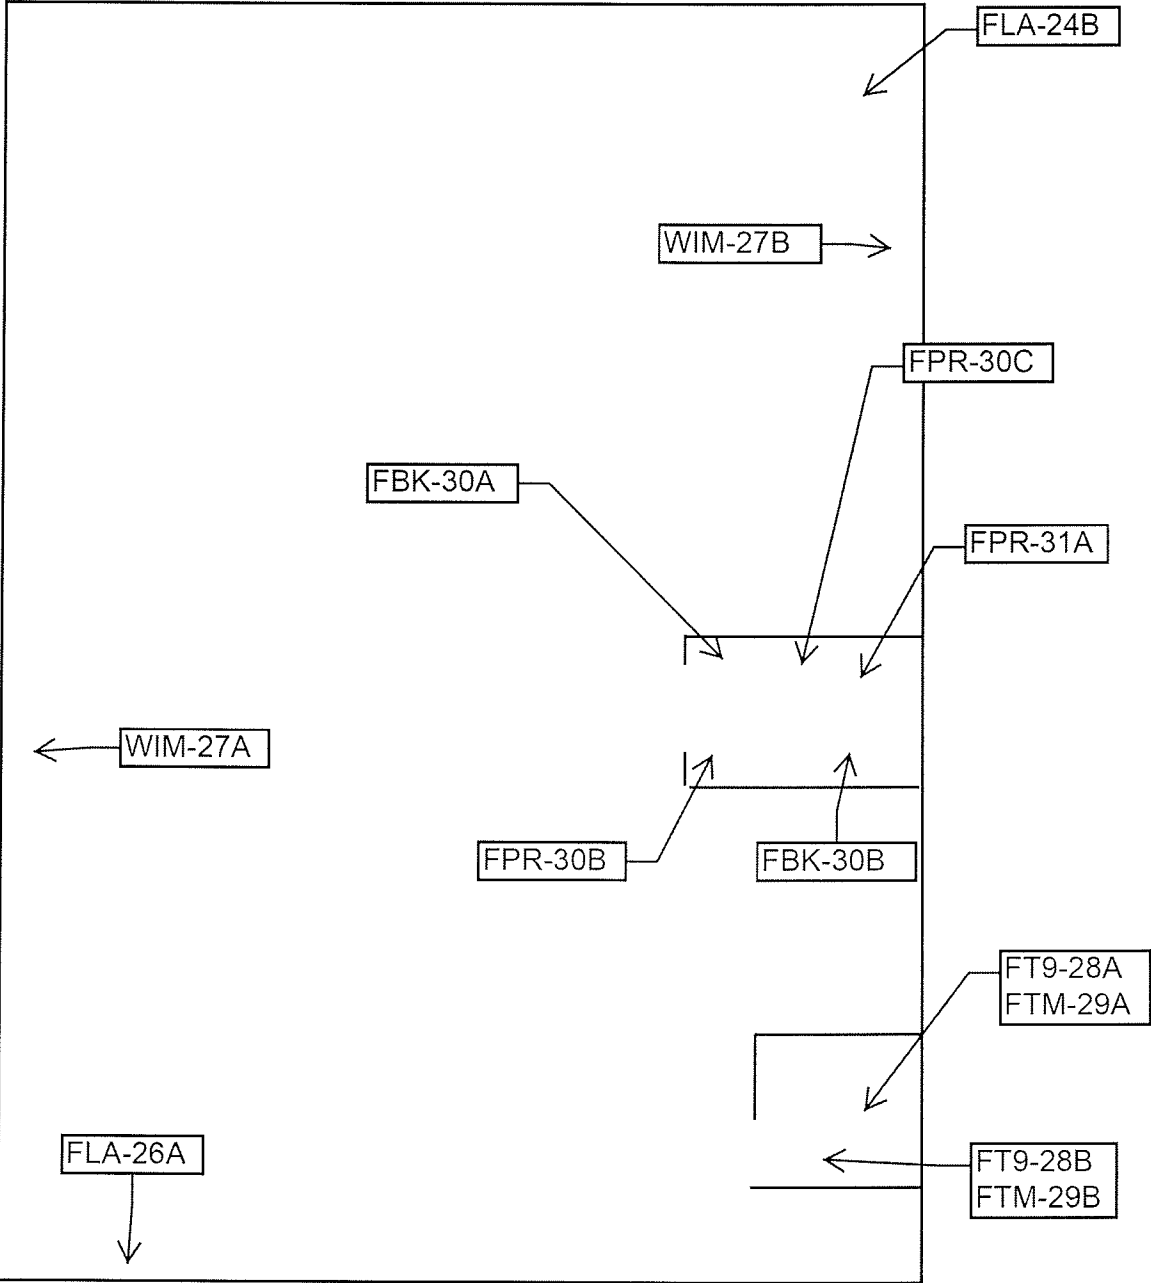 FLA-24B
WIM-27B
FPR-30C
FBK-30A
FPR-31A
WIM-27A
FPR-30B
FBK-30B
FT9-28A
FTM-29A
FLA-26A
FT9-28B
FTM-29B